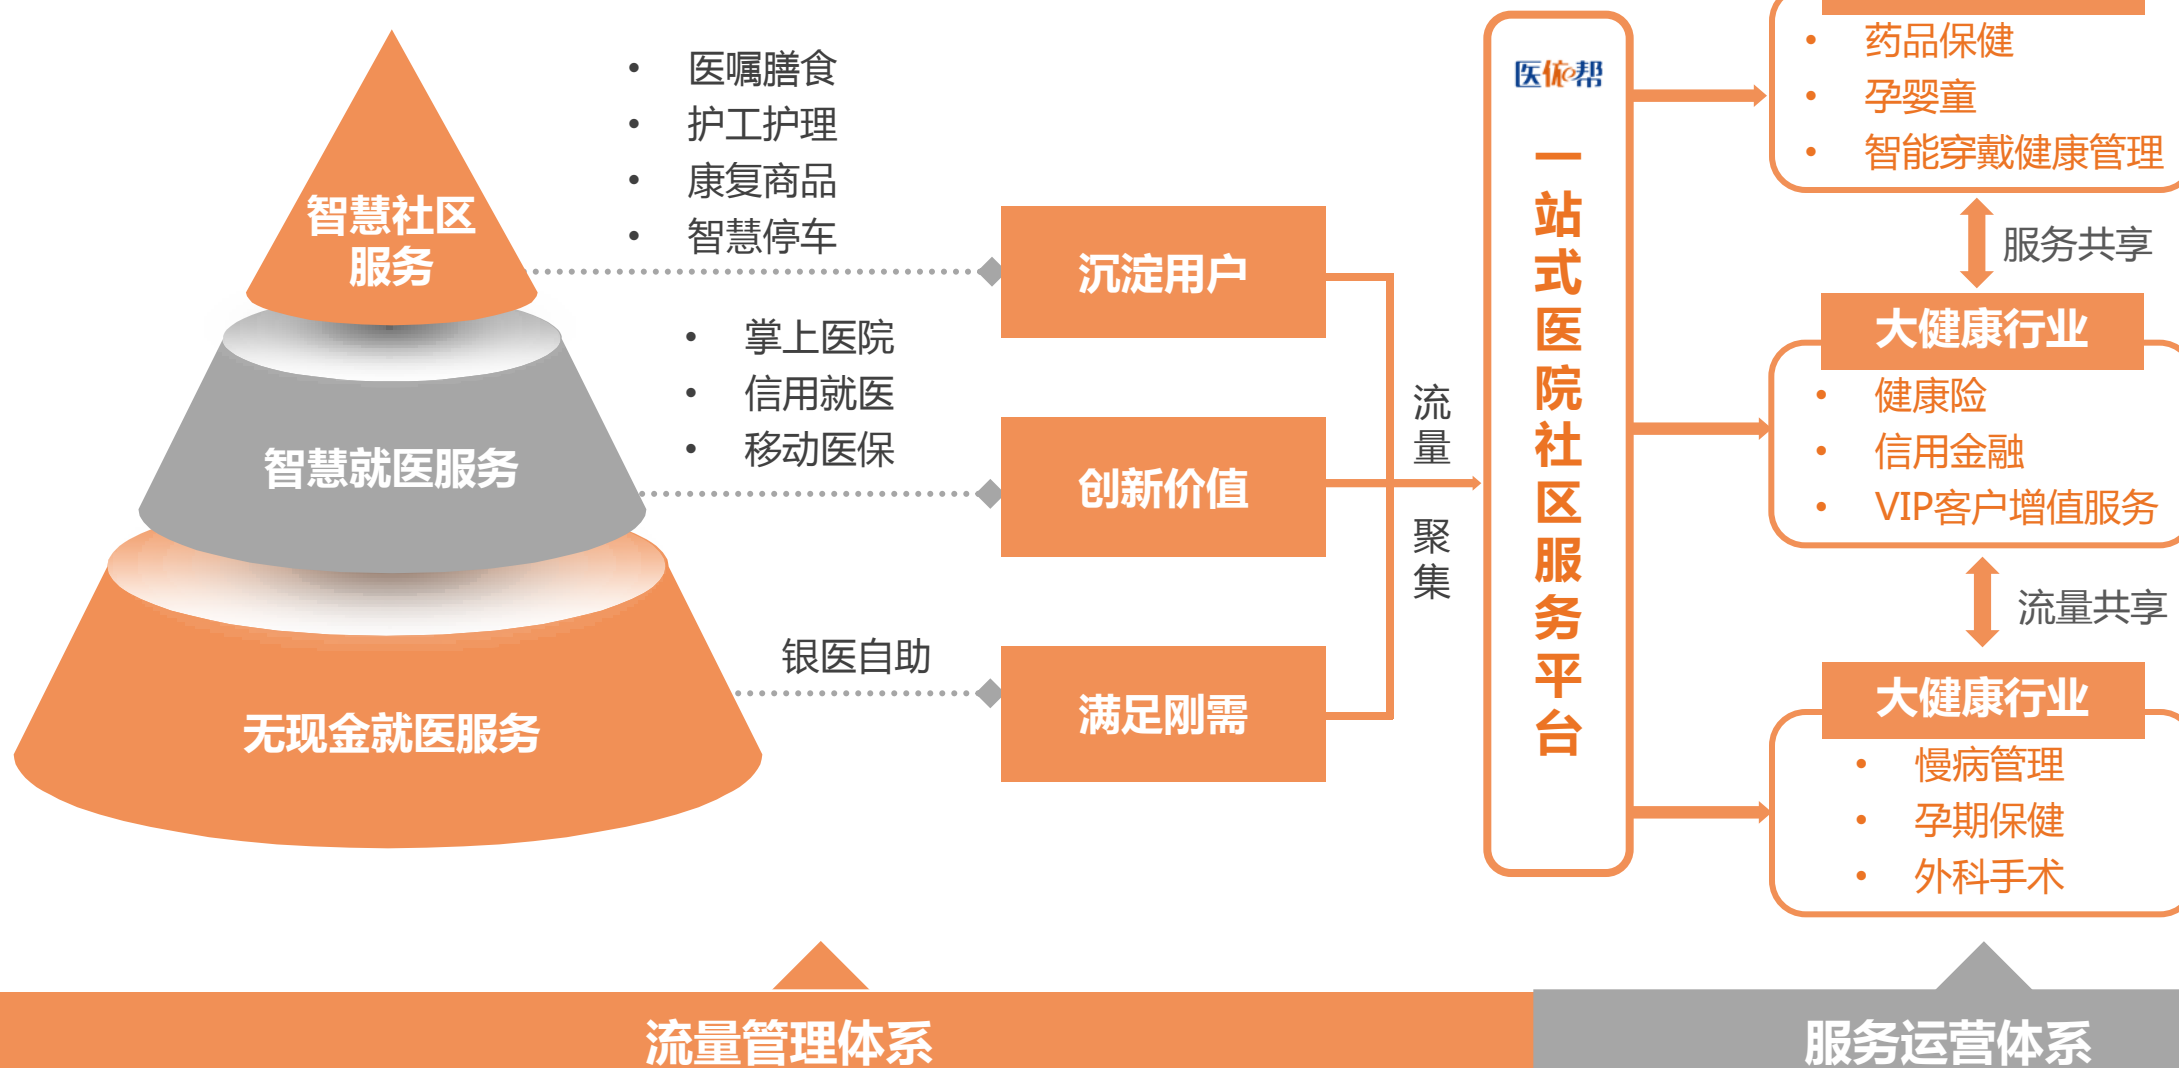 智慧社区
服务
智慧就医服务
无现金就医服务
医嘱膳食
护工护理
康复商品
智慧停车
掌上医院
信用就医
移动医保
银医自助
沉淀用户
创新价值
满足刚需
流量
聚集
医依帮
一站式医院社区服务平台
药品保健
孕婴童
智能穿戴健康管理
服务共享
大健康行业
健康险
信用金融
VIP客户增值服务
流量共享
大健康行业
慢病管理
孕期保健
外科手术
流量管理体系
服务运营体系